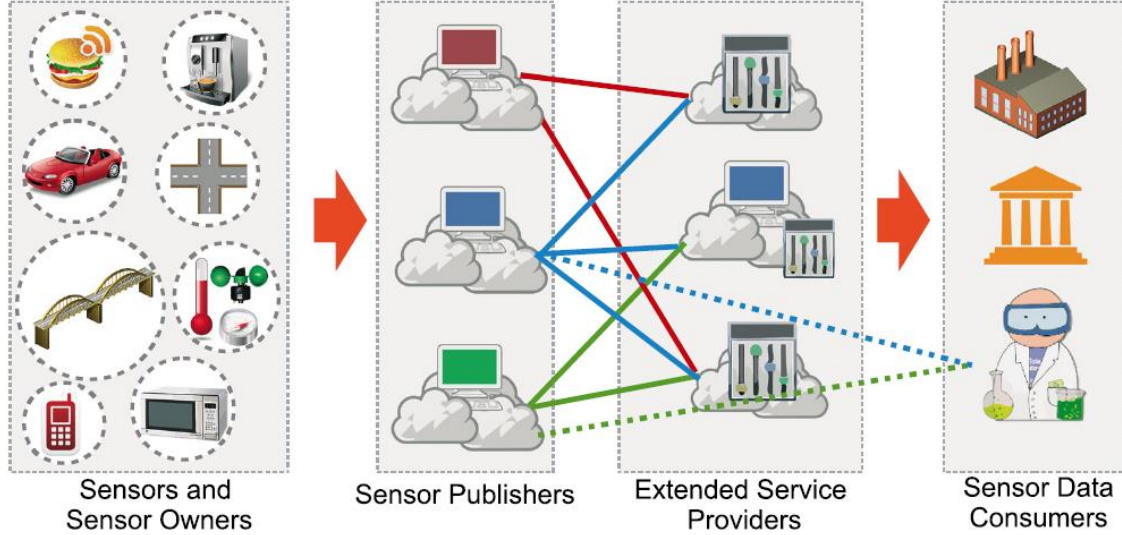 Sensors and
Sensor Owners
Sensor Publishers
Extended Service
Providers
Sensor Data
Consumers